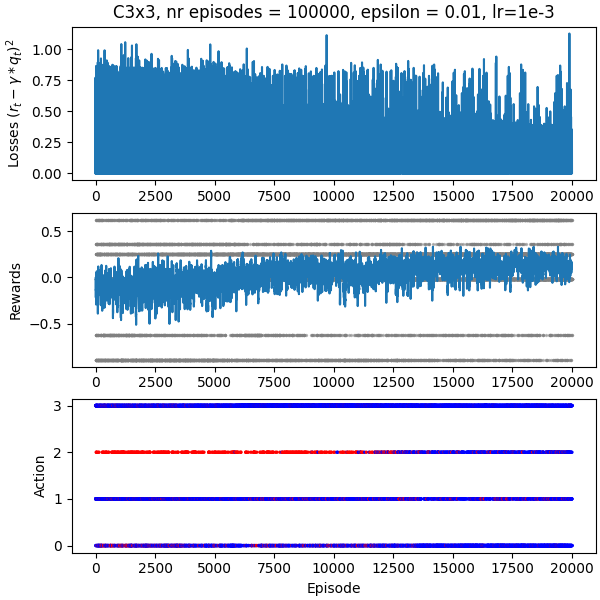 C3x3, nr episodes = 100000, epsilon = 0.01, lr=1e-3
Losses $(r_t - \gamma * q_t)^2$
1.00
0.75
0.50
0.25
0.00
0 2500 5000 7500 10000 12500 15000 17500 20000
Rewards
0.5
0.0
−0.5
0 2500 5000 7500 10000 12500 15000 17500 20000
Action
3
2
1
0
0 2500 5000 7500 10000 12500 15000 17500 20000
Episode